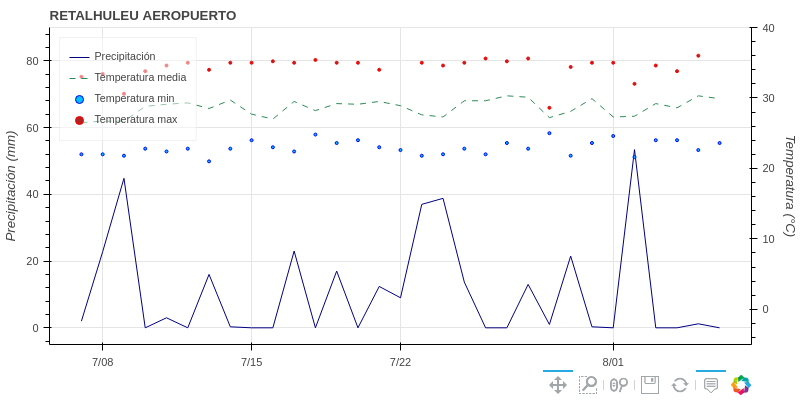 RETALHULEU AEROPUERTO
Precipitación
Temperatura media
Temperatura min
Temperatura max
Precipitación (mm)
80
60
40
20
0
Temperatura (°C)
40
30
20
10
0
7/08
7/15
7/22
8/01